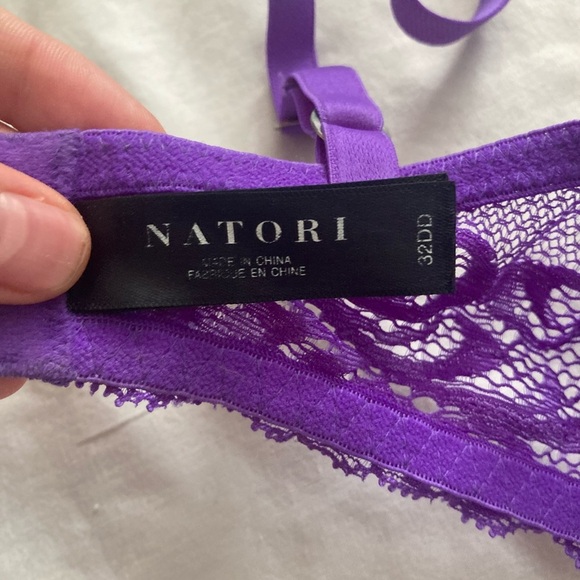 NATORI
MADE IN CHINA
FABRIQUE EN CHINE
32DD